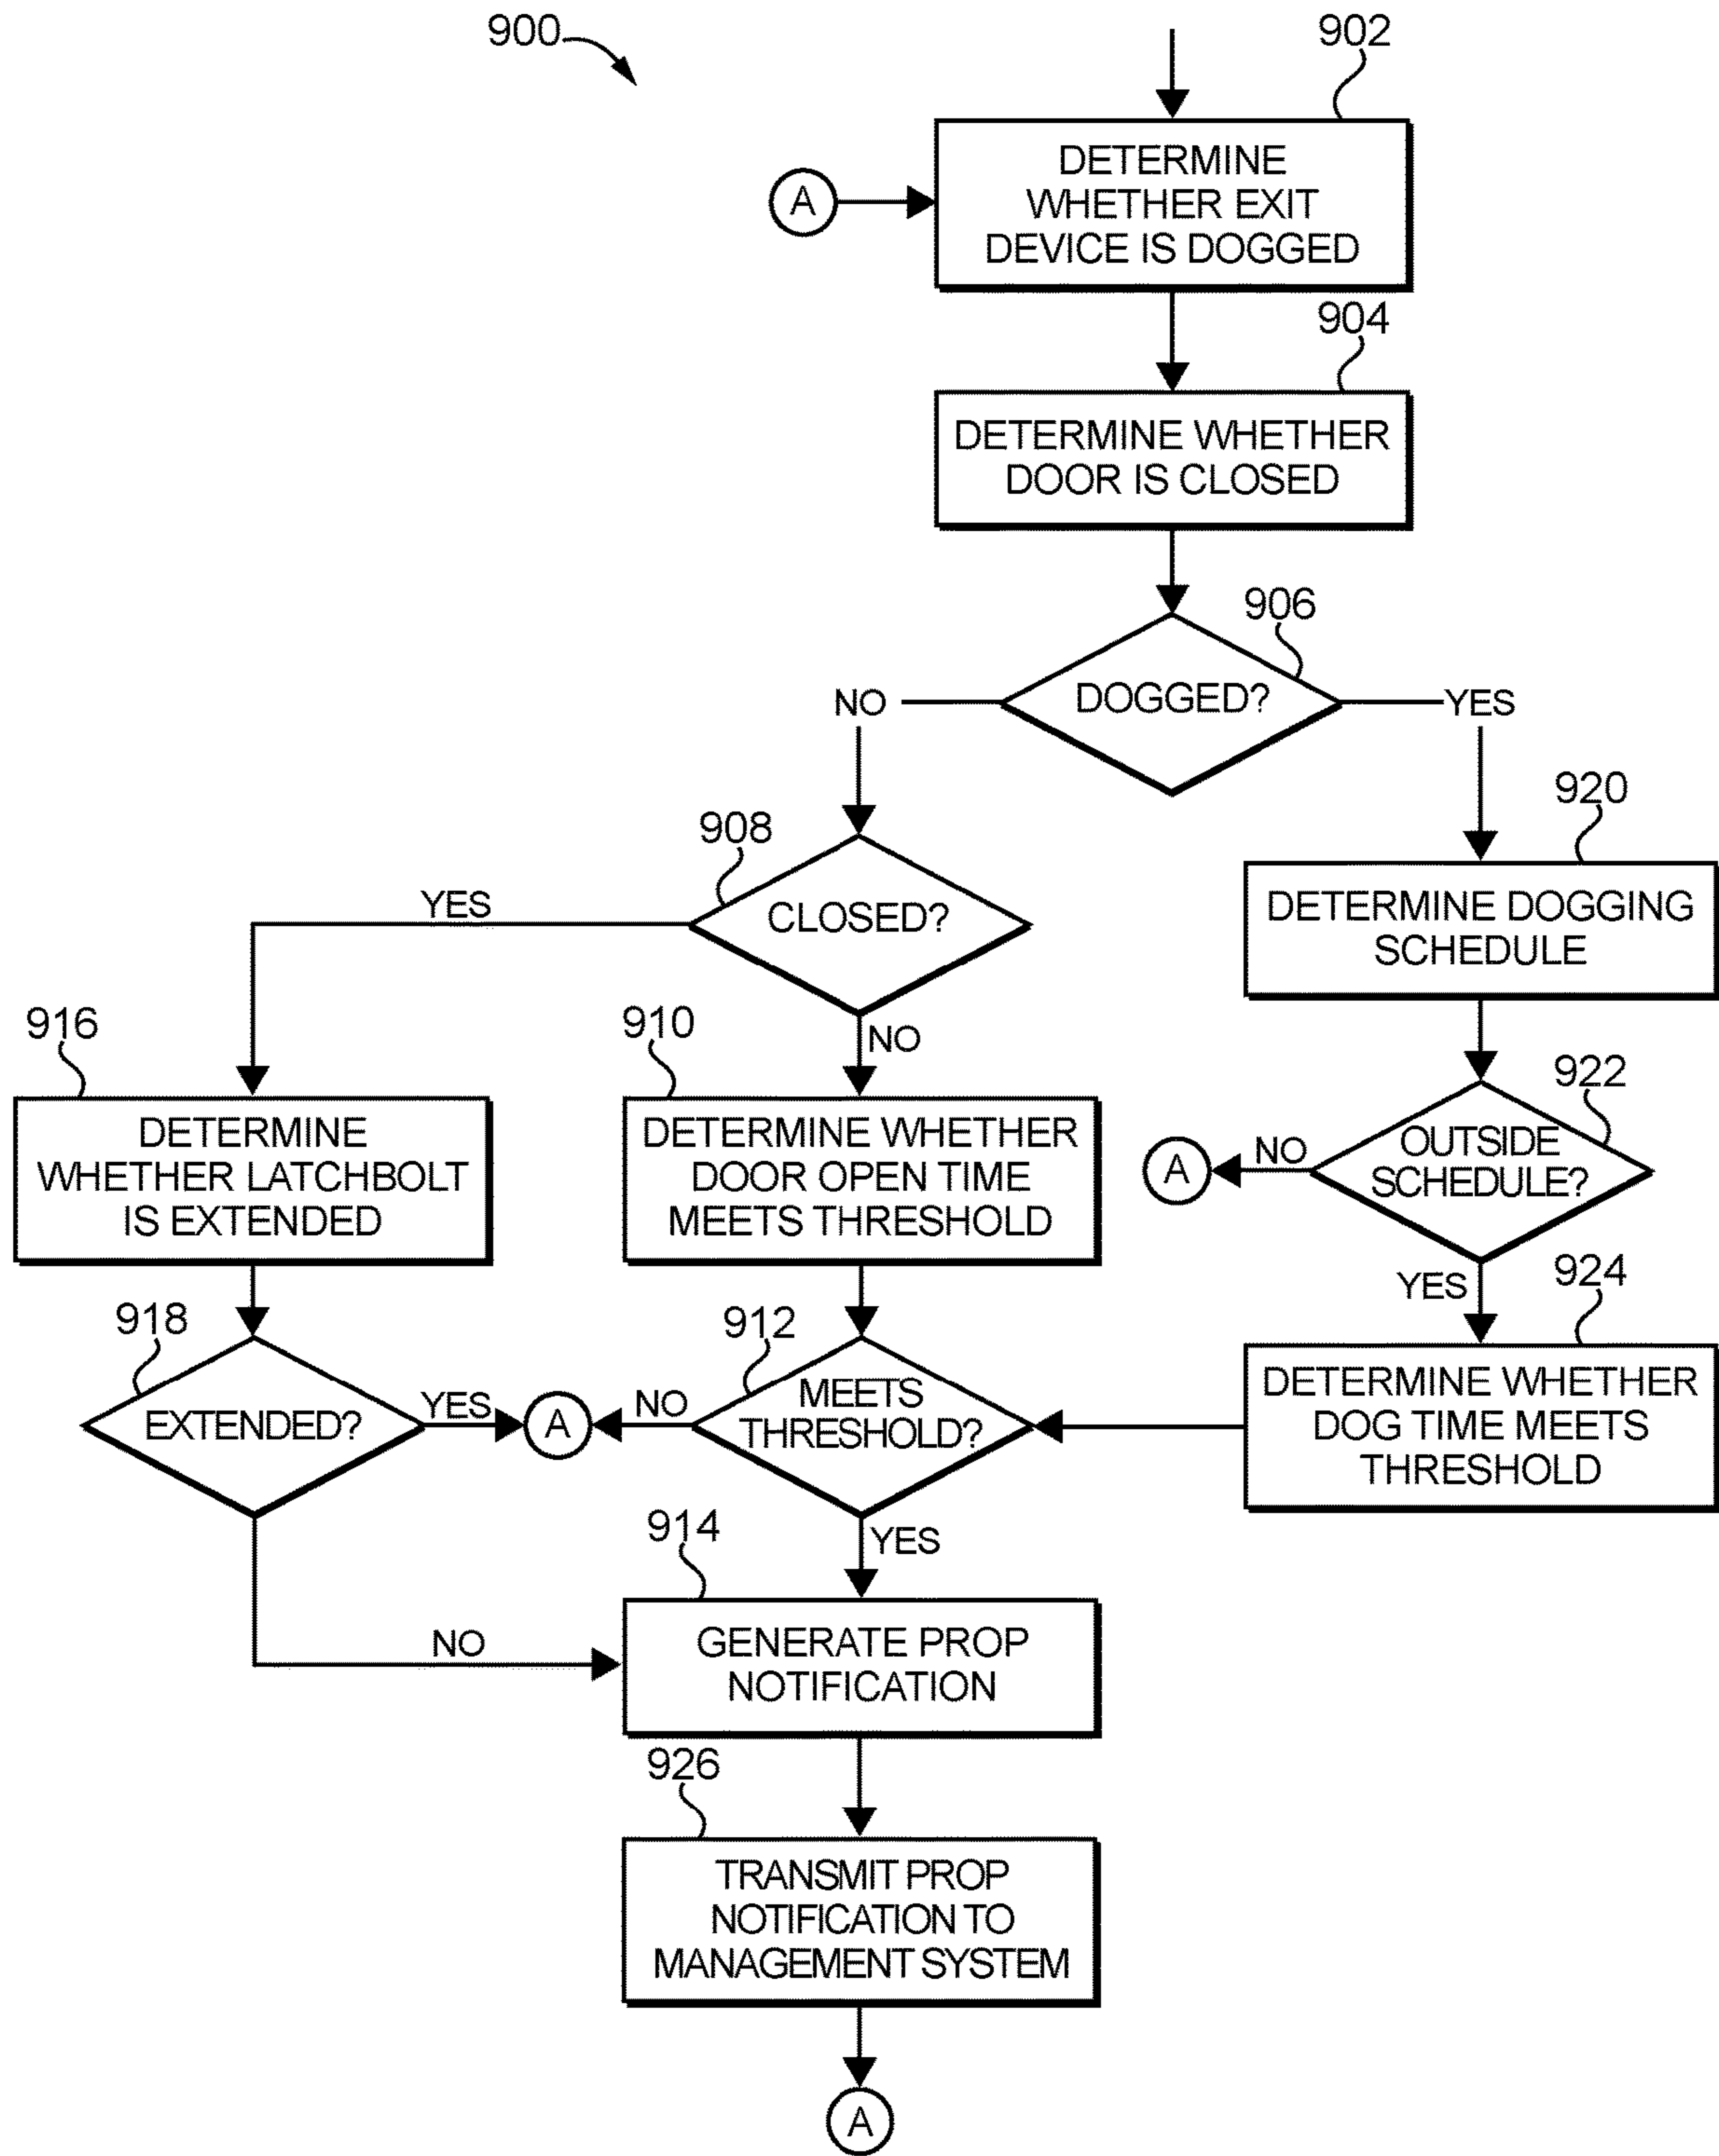 900
902
DETERMINE
WHETHER EXIT
DEVICE IS DOGGED
A
904
DETERMINE WHETHER
DOOR IS CLOSED
906
DOGGED?
NO
YES
908
CLOSED?
YES
NO
920
DETERMINE DOGGING
SCHEDULE
916
DETERMINE
WHETHER LATCHBOLT
IS EXTENDED
910
DETERMINE WHETHER
DOOR OPEN TIME
MEETS THRESHOLD
922
OUTSIDE
SCHEDULE?
NO
A
YES
918
EXTENDED?
YES
A
NO
912
MEETS
THRESHOLD?
924
DETERMINE WHETHER
DOG TIME MEETS
THRESHOLD
NO
YES
914
GENERATE PROP
NOTIFICATION
926
TRANSMIT PROP
NOTIFICATION TO
MANAGEMENT SYSTEM
A